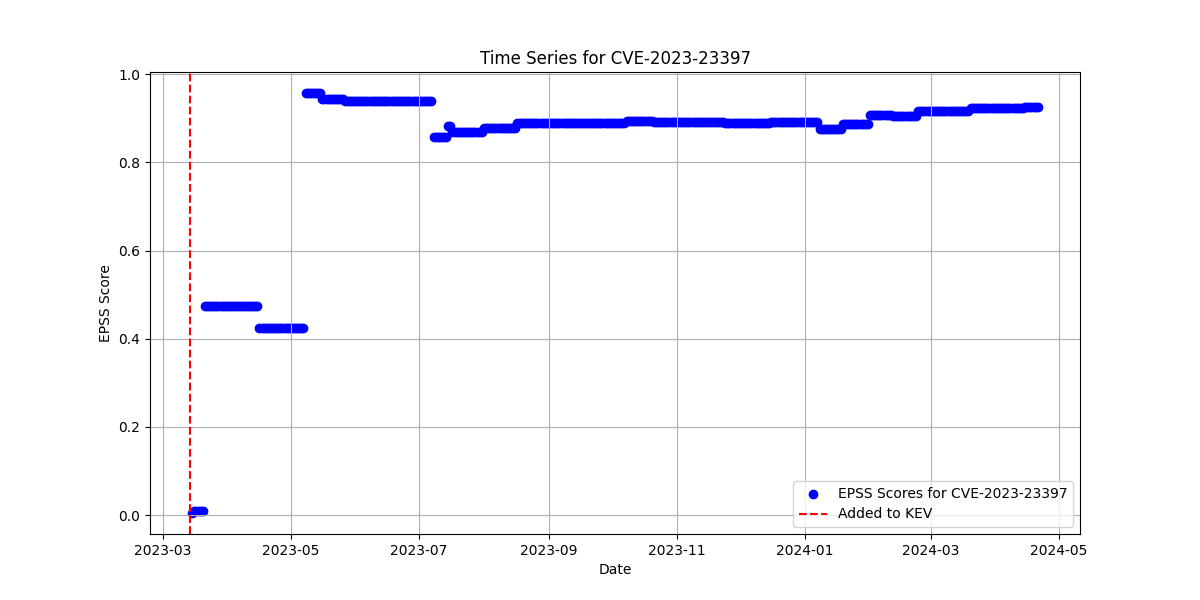 Time Series for CVE-2023-23397
1.0
0.8
0.6
0.4
0.2
0.0
EPSS Score
EPSS Scores for CVE-2023-23397
Added to KEV
2023-03 2023-05 2023-07 2023-09 2023-11 2024-01 2024-03 2024-05
Date